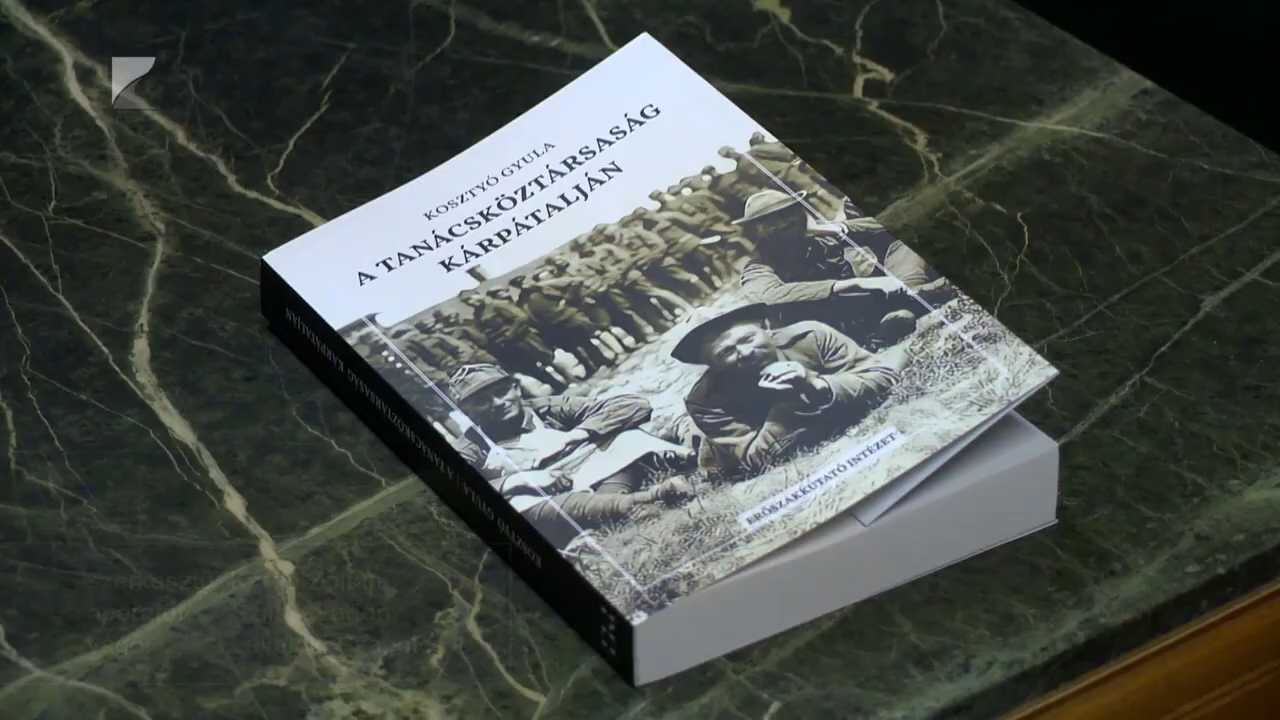 KOSZTYÓ GYULA
A TANÁCSKÖZTÁRSASÁG
KÁRPÁTALJÁN
ERŐSZAKKUTATÓ INTÉZET
KOSZTYÓ GYULA | A TANÁCSKÖZTÁRSASÁG KÁRPÁTALJÁN